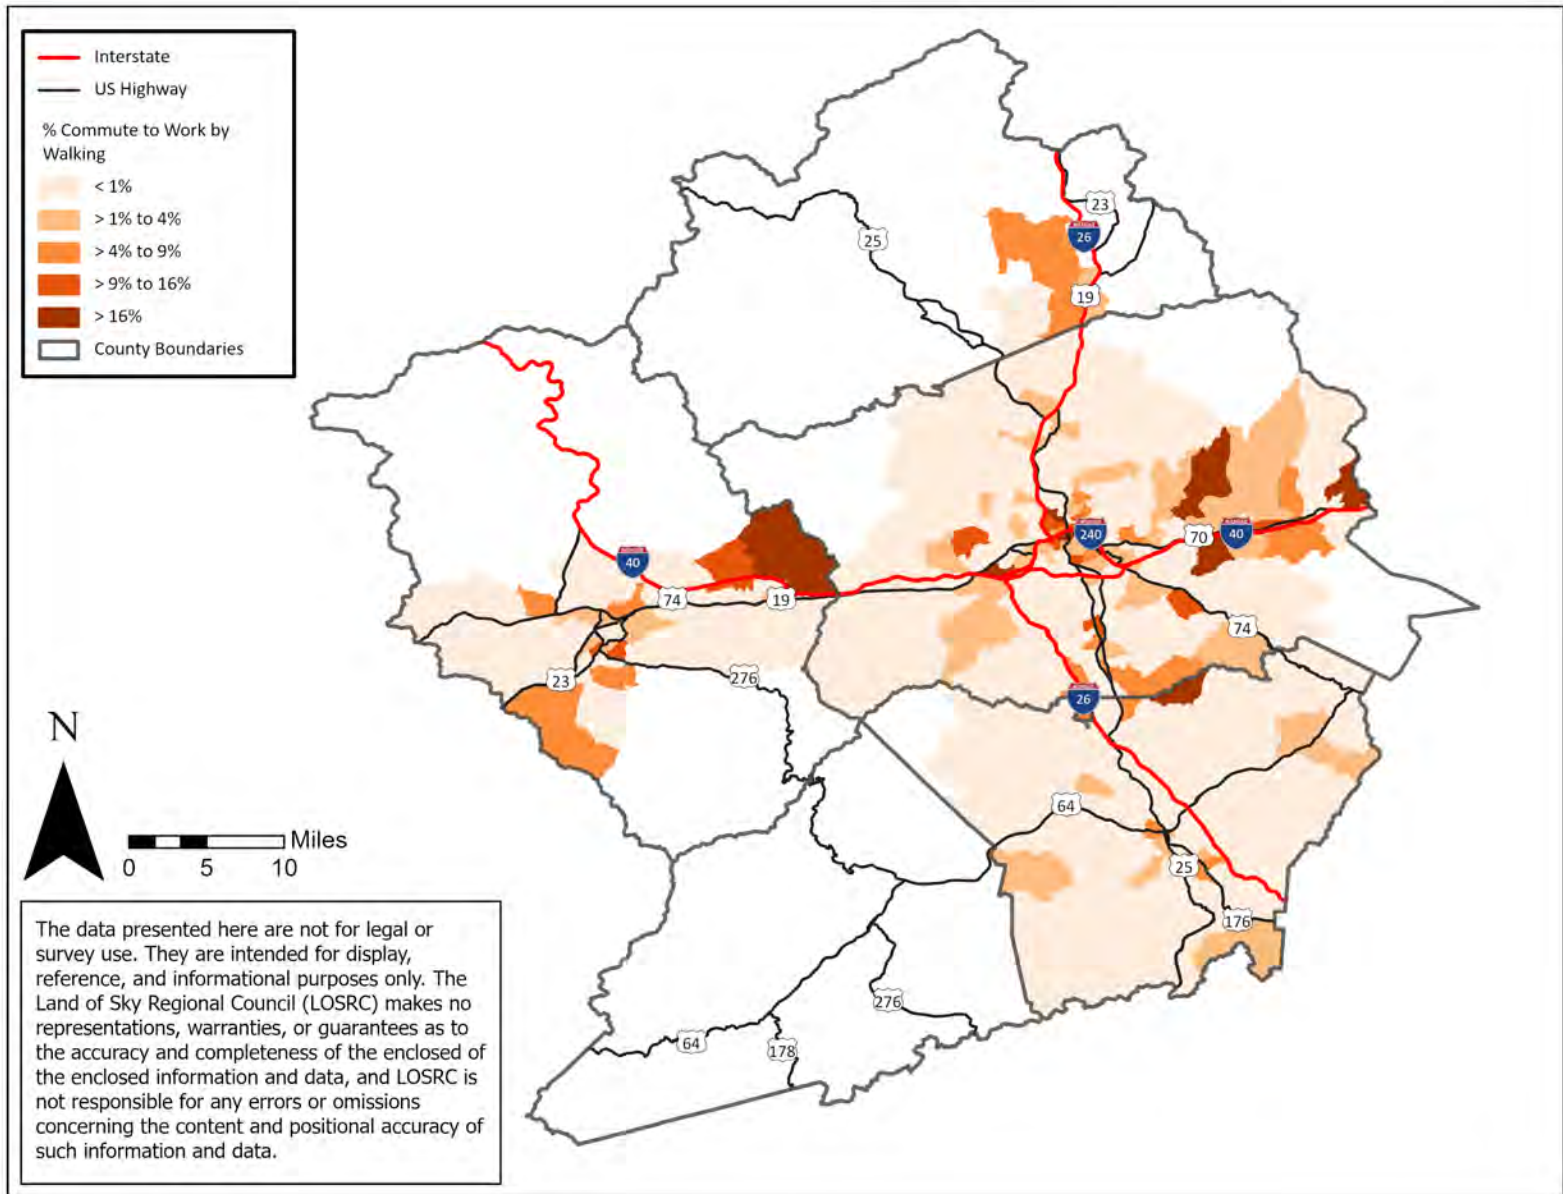 Interstate
US Highway
% Commute to Work by
Walking
< 1%
> 1% to 4%
> 4% to 9%
> 9% to 16%
> 16%
County Boundaries
23
26
25
19
240
70
40
40
74
19
74
23
276
26
64
25
176
276
64
178
N
Miles
0 5 10
The data presented here are not for legal or
survey use. They are intended for display,
reference, and informational purposes only. The
Land of Sky Regional Council (LOSRC) makes no
representations, warranties, or guarantees as to
the accuracy and completeness of the enclosed of
the enclosed information and data, and LOSRC is
not responsible for any errors or omissions
concerning the content and positional accuracy of
such information and data.